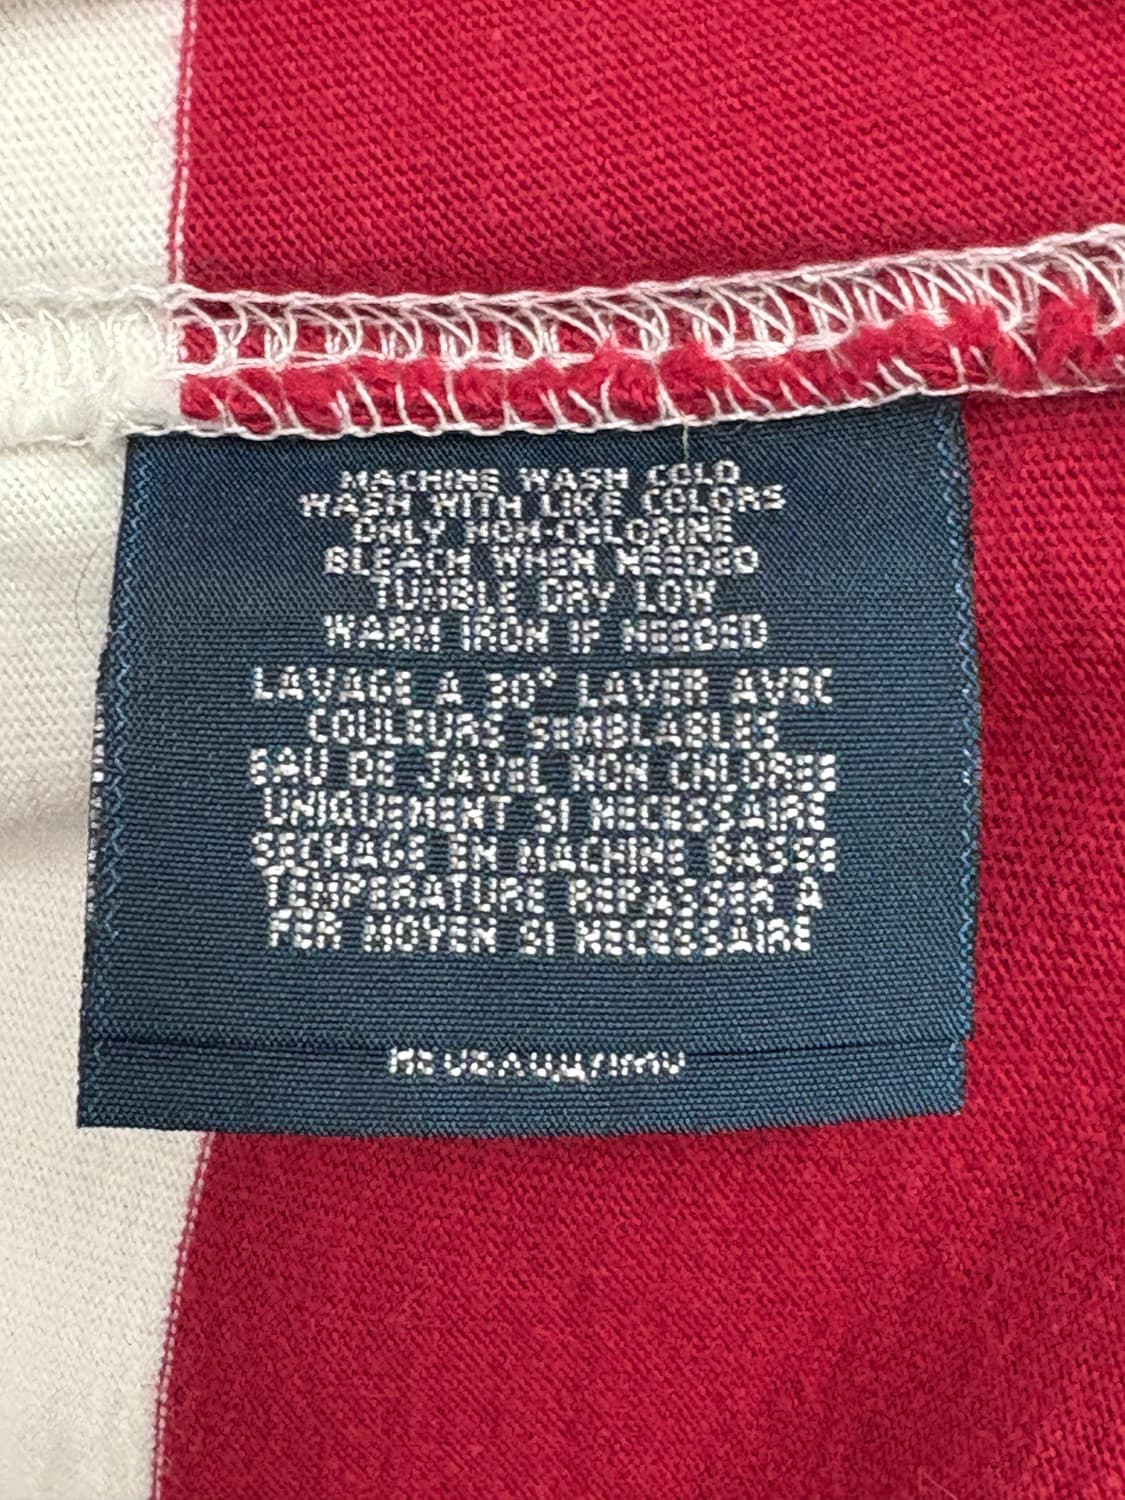 MACHINE WASH COLD
WASH WITH LIKE COLORS
ONLY NON-CHLORINE
BLEACH WHEN NEEDED
TUMBLE DRY LOW
WARM IRON IF NEEDED
LAVAGE A 30° LAVER AVEC
COULEURS SEMBLABLES
EAU DE JAVEL NON CHLOREE
UNIQUEMENT SI NECESSAIRE
SECHAGE EN MACHINE BASSE
TEMPERATURE REPASSER A
FER MOYEN SI NECESSAIRE